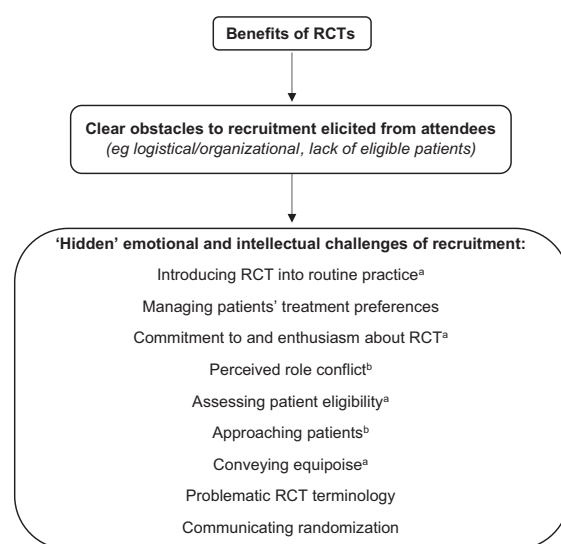 Benefits of RCTs
Clear obstacles to recruitment elicited from attendees
(eg logistical/organizational, lack of eligible patients)
‘Hidden’ emotional and intellectual challenges of recruitment:
Introducing RCT into routine practiceᵃ
Managing patients’ treatment preferences
Commitment to and enthusiasm about RCTᵃ
Perceived role conflictᵇ
Assessing patient eligibilityᵃ
Approaching patientsᵇ
Conveying equipoiseᵃ
Problematic RCT terminology
Communicating randomization